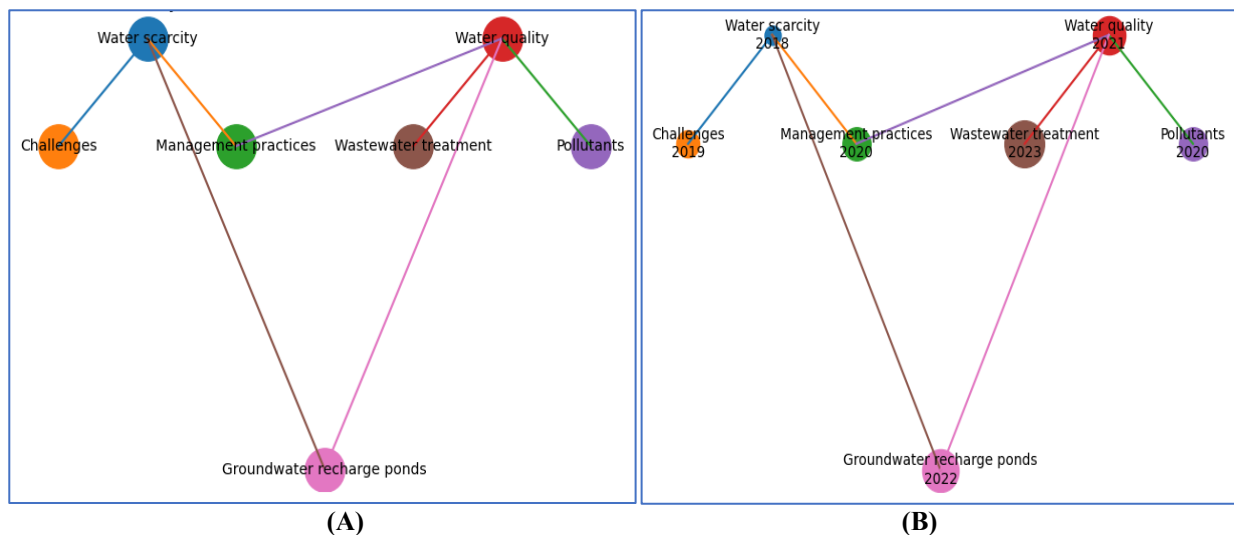 Water scarcity
Water quality
Challenges
Management practices
Wastewater treatment
Pollutants
Groundwater recharge ponds
(A)
Water scarcity
2018
Water quality
2021
Challenges
2019
Management practices
2020
Wastewater treatment
2023
Pollutants
2020
Groundwater recharge ponds
2022
(B)